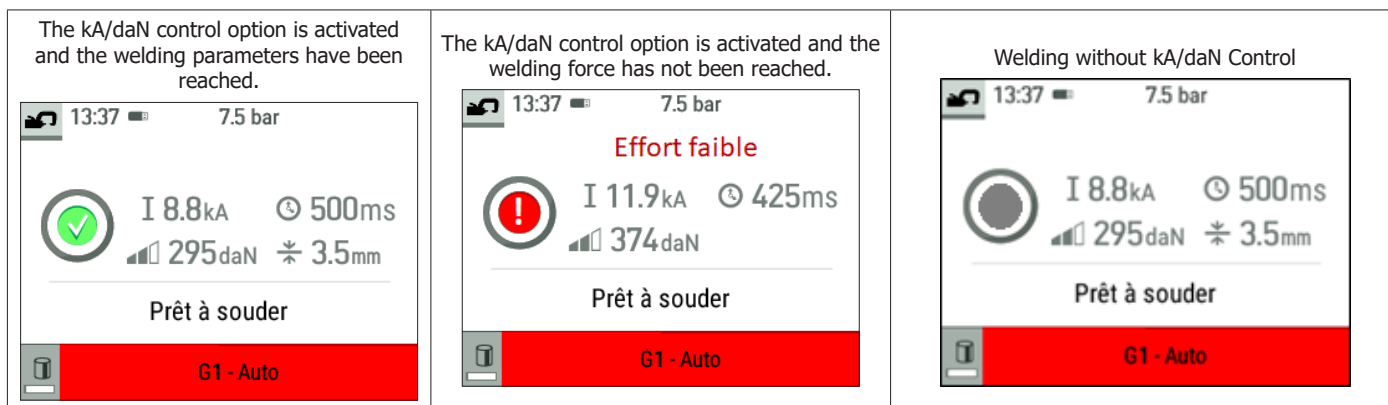 The kA/daN control option is activated
and the welding parameters have been
reached.
13:37 7.5 bar
I 8.8kA 500ms
295daN 3.5mm
Prêt à souder
G1 - Auto
The kA/daN control option is activated and the
welding force has not been reached.
13:37 7.5 bar
Effort faible
! I 11.9kA 425ms
374daN
Prêt à souder
G1 - Auto
Welding without kA/daN Control
13:37 7.5 bar
I 8.8kA 500ms
295daN 3.5mm
Prêt à souder
G1 - Auto